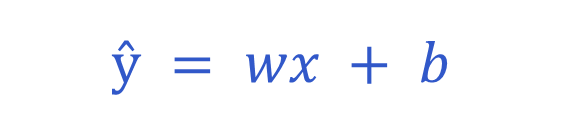 ŷ = wx + b